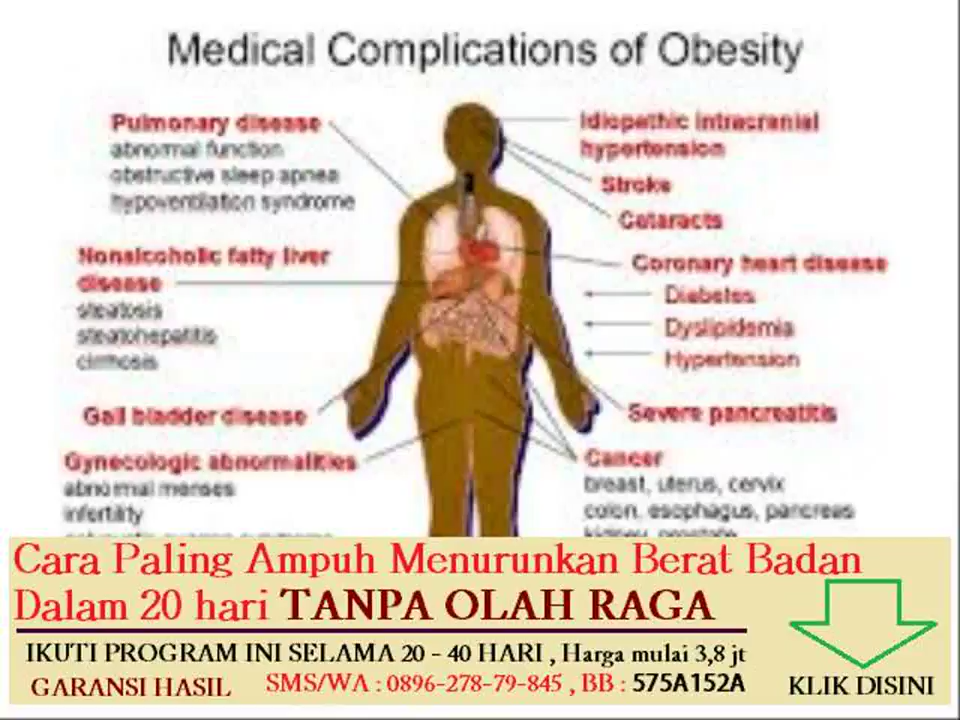 Medical Complications of Obesity
Pulmonary disease
abnormal function
obstructive sleep apnea
hypoventilation syndrome
Nonalcoholic fatty liver
disease
steatosis
steatohepatitis
cirrhosis
Gall bladder disease
Gynecologic abnormalities
abnormal menses
infertility
Idiopathic intracranial
hypertension
Stroke
Cataracts
Coronary heart disease
Diabetes
Dyslipidemia
Hypertension
Severe pancreatitis
Cancer
breast, uterus, cervix
colon, esophagus, pancreas
kidney, prostate
Cara Paling Ampuh Menurunkan Berat Badan
Dalam 20 hari TANPA OLAH RAGA
IKUTI PROGRAM INI SELAMA 20 - 40 HARI , Harga mulai 3,8 jt
GARANSI HASIL SMS/WA : 0896-278-79-845 , BB : 575A152A
KLIK DISINI